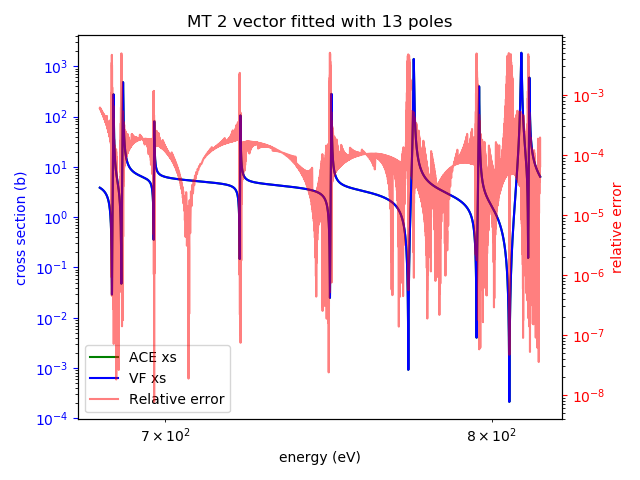 MT 2 vector fitted with 13 poles
cross section (b)
10³
10²
10¹
10⁰
10⁻¹
10⁻²
10⁻³
10⁻⁴
10⁻³
10⁻⁴
10⁻⁵
10⁻⁶
10⁻⁷
10⁻⁸
relative error
ACE xs
VF xs
Relative error
7 × 10²
8 × 10²
energy (eV)